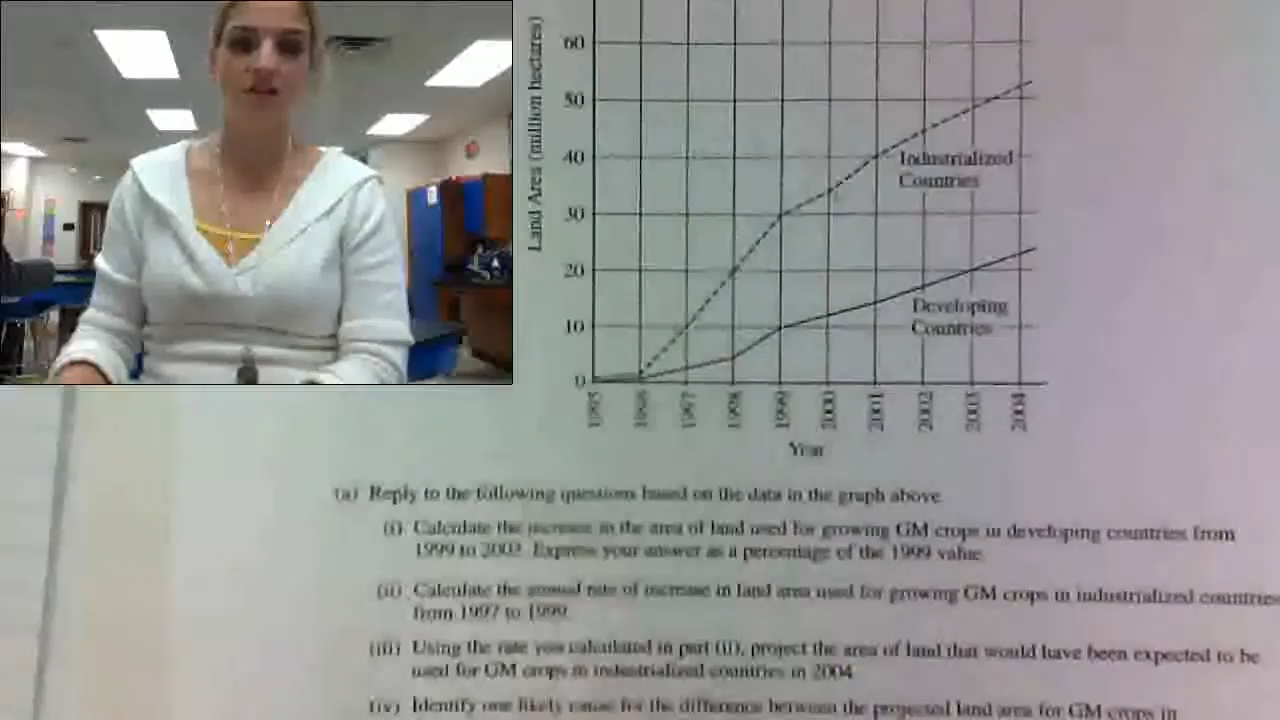 Land Area (million hectares)
60
50
40
30
20
10
0
Industrialized
Countries
Developing
Countries
1995
1996
1997
1998
1999
2000
2001
2002
2003
2004
Year
(a) Reply to the following questions based on the data in the graph above.
(i) Calculate the increase in the area of land used for growing GM crops in developing countries from
1999 to Express your answer as a percentage of the 1999 value.
(ii) Calculate the annual rate of increase in land area used for growing GM crops in industrialized countries
from 1997 to 1999.
(iii) Using the rate you calculated in part (ii), project the area of land that would have been expected to be
used for GM crops in industrialized countries in 2004.
(iv) Identify one likely cause for the difference between the projected land area for GM crops in